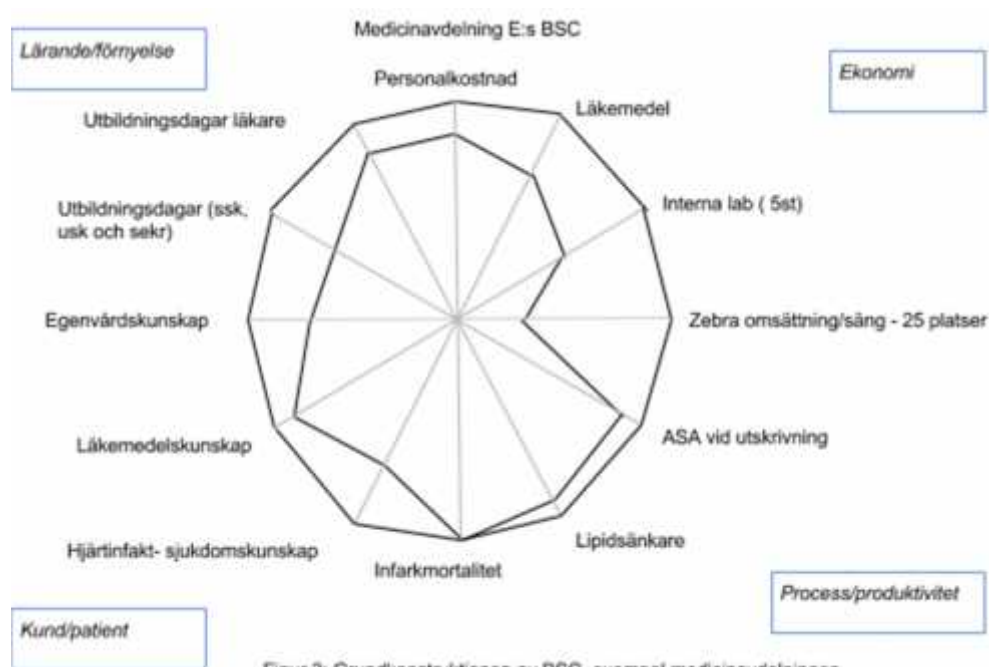 Medicinavdelning E:s BSC
Lärande/förnyelse
Ekonomi
Personalkostnad
Läkemedel
Utbildningsdagar läkare
Interna lab ( 5st)
Utbildningsdagar (ssk,
usk och sekr)
Egenvårdskunskap
Zebra omsättning/säng - 25 platser
ASA vid utskrivning
Läkemedelskunskap
Lipidsänkare
Hjärtinfakt- sjukdomskunskap
Infarkmortalitet
Process/produktivitet
Kund/patient